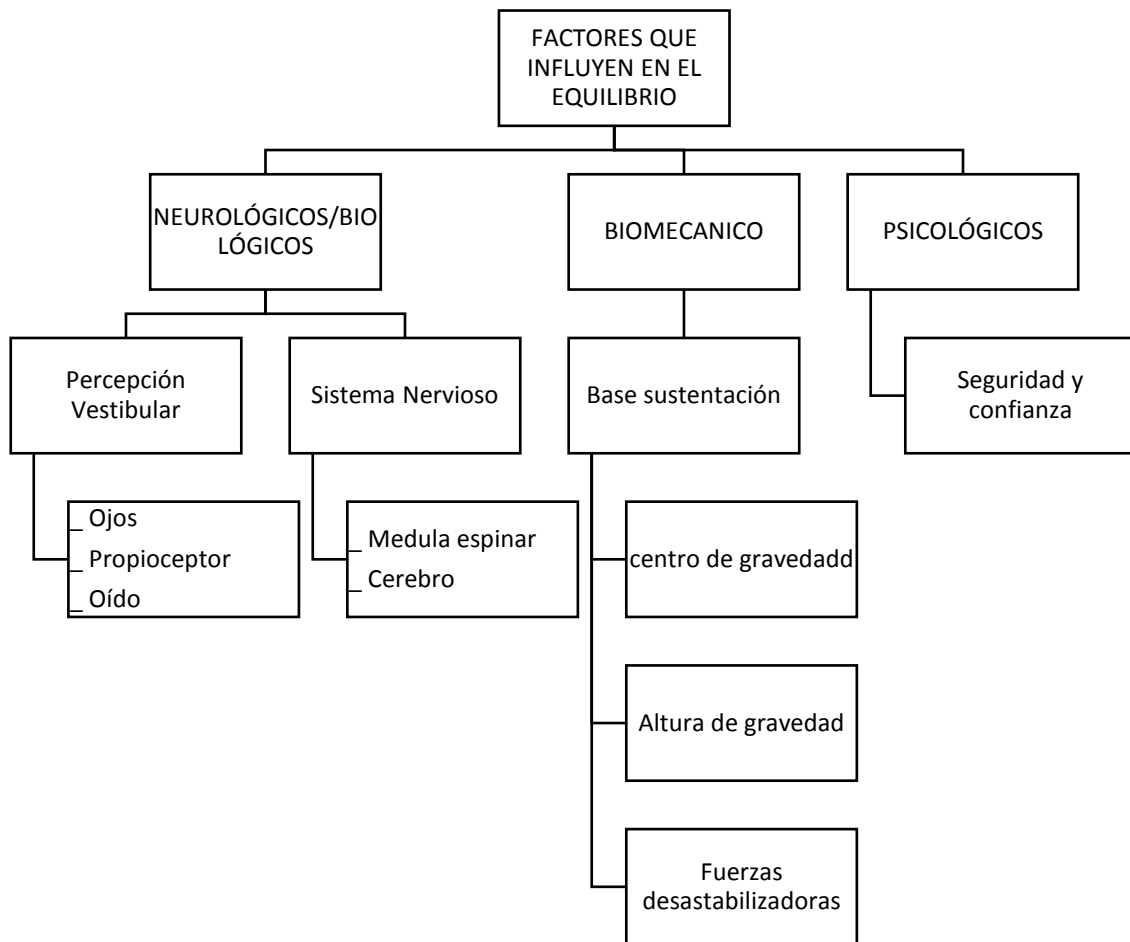 FACTORES QUE
INFLUYEN EN EL
EQUILIBRIO
NEUROLÓGICOS/BIO
LÓGICOS
BIOMECANICO
PSICOLÓGICOS
Percepción
Vestibular
Sistema Nervioso
Base sustentación
Seguridad y
confianza
_ Ojos
_ Propioceptor
_ Oído
_ Medula espinar
_ Cerebro
centro de gravedadd
Altura de gravedad
Fuerzas
desastabilizadoras